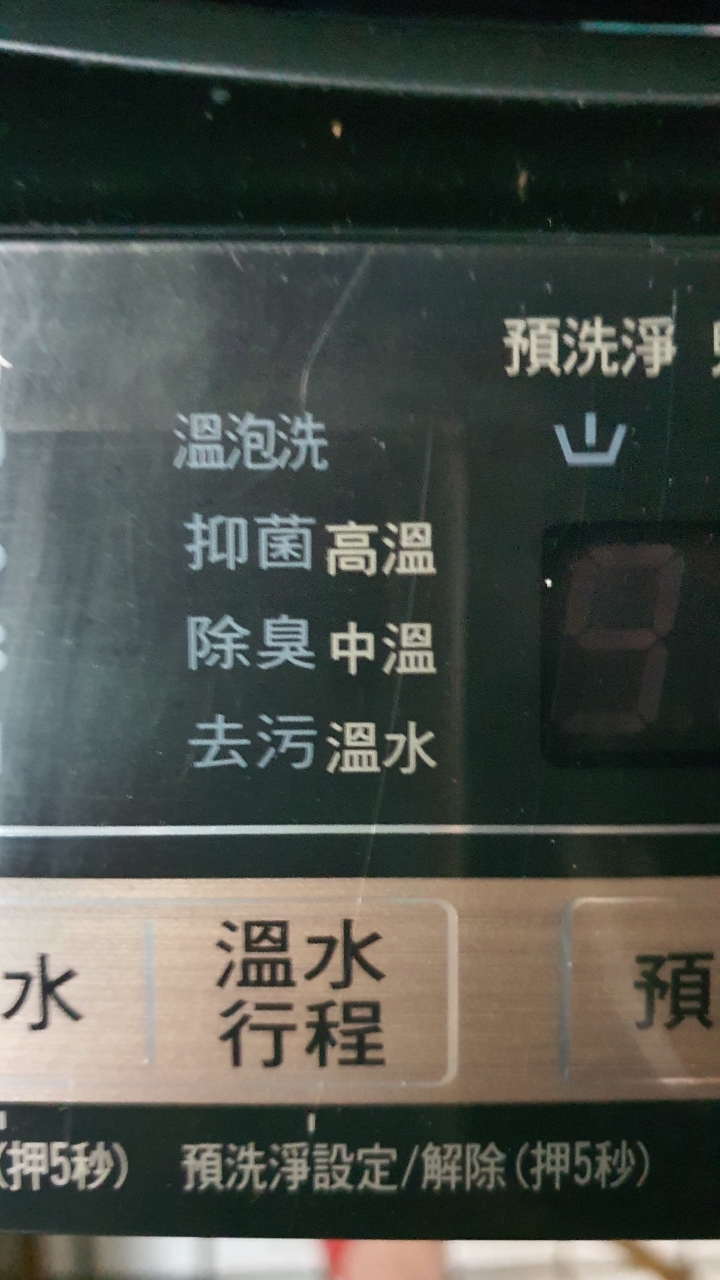 預洗淨
溫泡洗
抑菌高溫
除臭中溫
去污溫水
水
溫水
行程
預
(押5秒)
預洗淨設定/解除(押5秒)